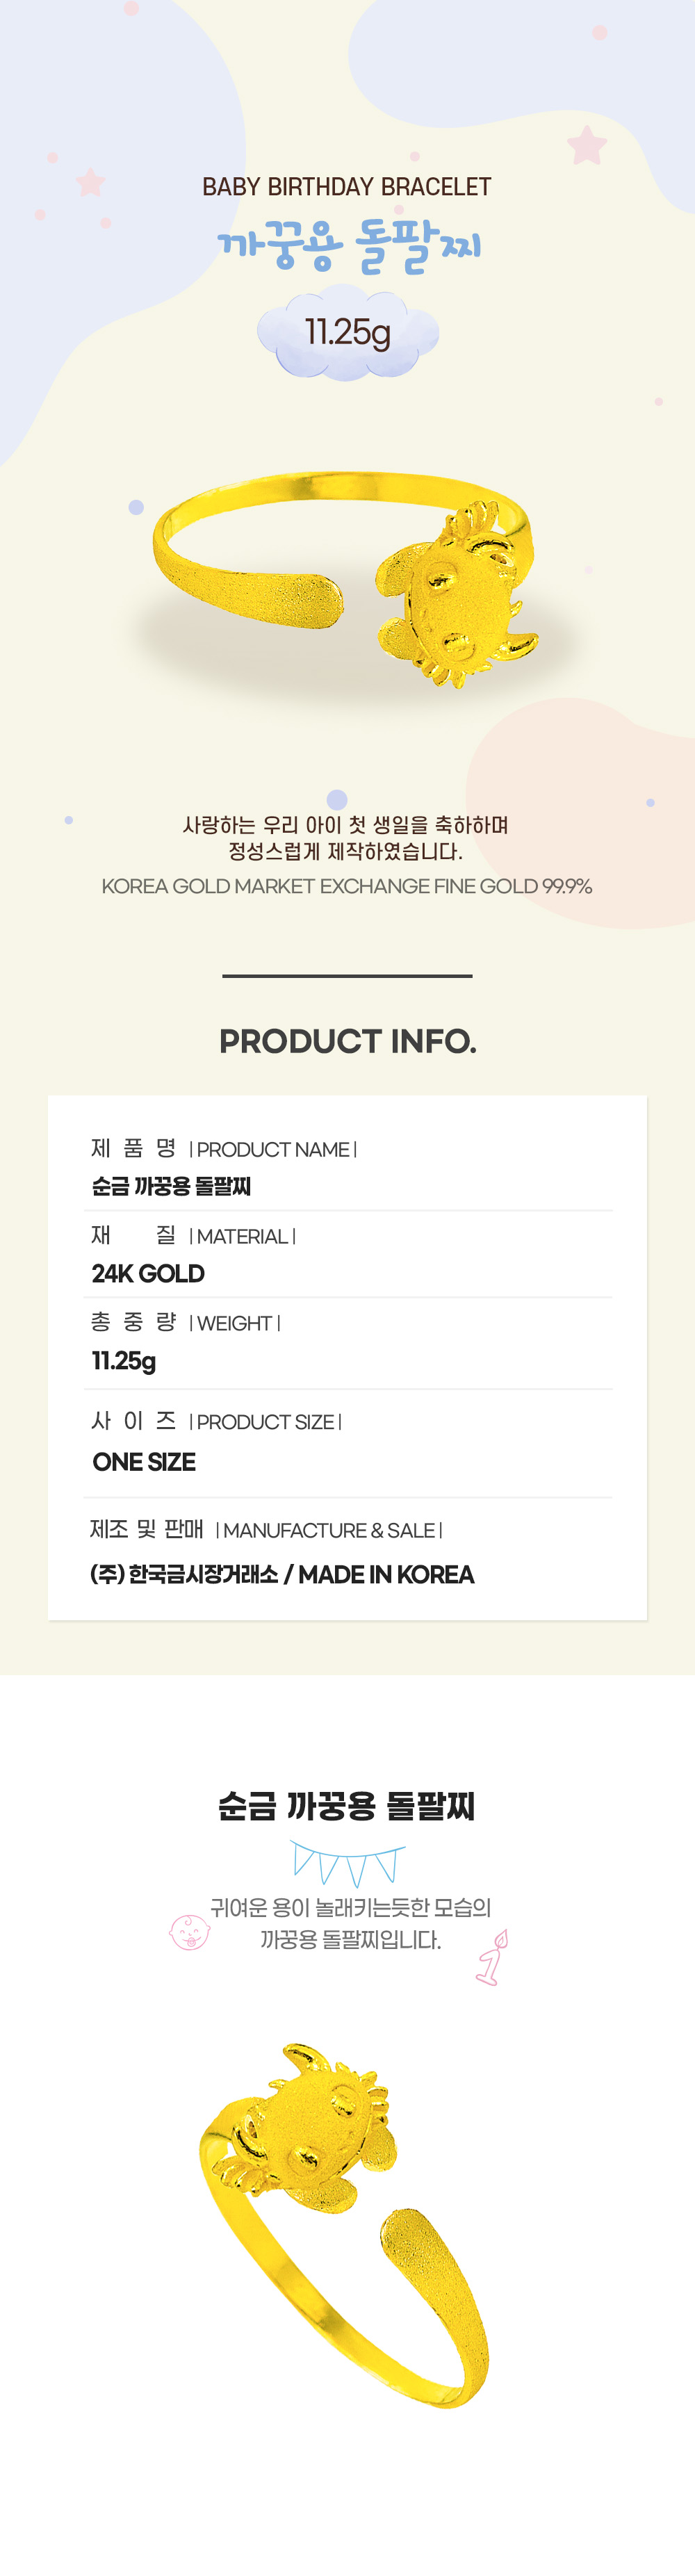 BABY BIRTHDAY BRACELET
까꿍용 돌팔찌
11.25g
사랑하는 우리 아이 첫 생일을 축하하며
정성스럽게 제작하였습니다.
KOREA GOLD MARKET EXCHANGE FINE GOLD 99.9%
PRODUCT INFO.
제 품 명 | PRODUCT NAME |
순금 까꿍용 돌팔찌
재 질 | MATERIAL |
24K GOLD
총 중 량 | WEIGHT |
11.25g
사 이 즈 | PRODUCT SIZE |
ONE SIZE
제조 및 판매 | MANUFACTURE & SALE |
(주) 한국금시장거래소 / MADE IN KOREA
순금 까꿍용 돌팔찌
귀여운 용이 놀래키는듯한 모습의
까꿍용 돌팔찌입니다.